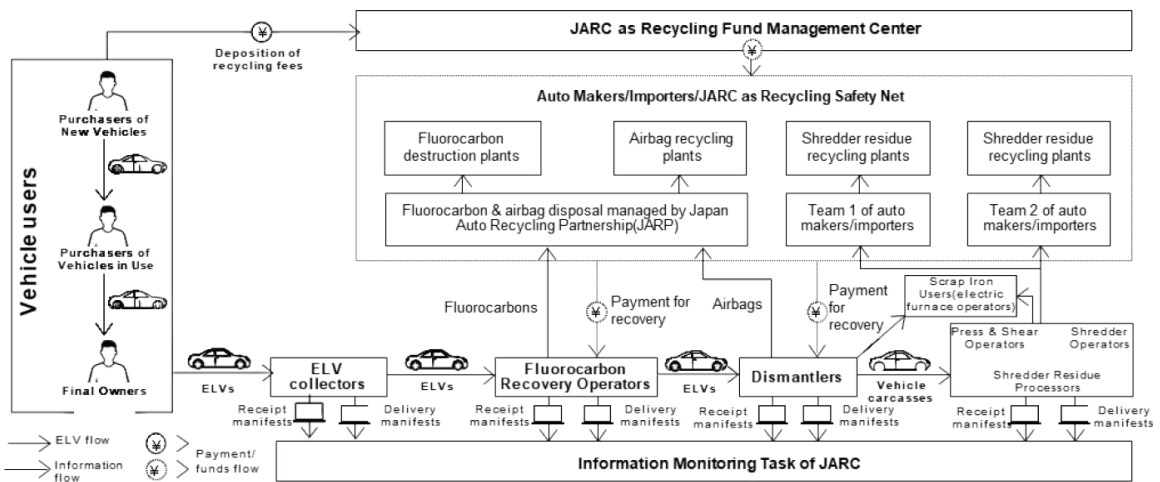 JARC as Recycling Fund Management Center
¥
Deposition of
recycling fees
¥
Vehicle users
Purchasers of
New Vehicles
Purchasers of
Vehicles in Use
Final Owners
Auto Makers/Importers/JARC as Recycling Safety Net
Fluorocarbon
destruction plants
Airbag recycling
plants
Shredder residue
recycling plants
Shredder residue
recycling plants
Fluorocarbon & airbag disposal managed by Japan
Auto Recycling Partnership(JARP)
Team 1 of auto
makers/importers
Team 2 of auto
makers/importers
Fluorocarbons
¥
Payment for
recovery
Airbags
¥
Payment
for
recovery
Scrap Iron
Users(electric
furnace operators)
ELVs
ELV
collectors
ELVs
Fluorocarbon
Recovery Operators
ELVs
Dismantlers
Vehicle
carcasses
Press & Shear
Operators
Shredder
Operators
Shredder Residue
Processors
Receipt
manifests
Delivery
manifests
Receipt
manifests
Delivery
manifests
Receipt
manifests
Delivery
manifests
Receipt
manifests
Delivery
manifests
Information Monitoring Task of JARC
ELV flow
Information
flow
¥
¥
Payment/
funds flow